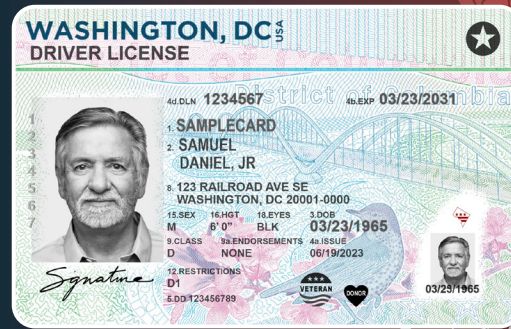 WASHINGTON, DC USA
DRIVER LICENSE
District of Columbia
4d.DLN 1234567 4b.EXP 03/23/2031
1. SAMPLECARD
2. SAMUEL
DANIEL, JR
8. 123 RAILROAD AVE SE
WASHINGTON, DC 20001-0000
15.SEX 16.HGT 18.EYES 3.DOB
M 6' 0" BLK 03/23/1965
9.CLASS 9a.ENDORSEMENTS 4a.ISSUE
D NONE 06/19/2023
12.RESTRICTIONS
D1
5.DD 123456789
1
2
3
4
5
6
7
Sgnature
VETERAN
DONOR
03/23/1965